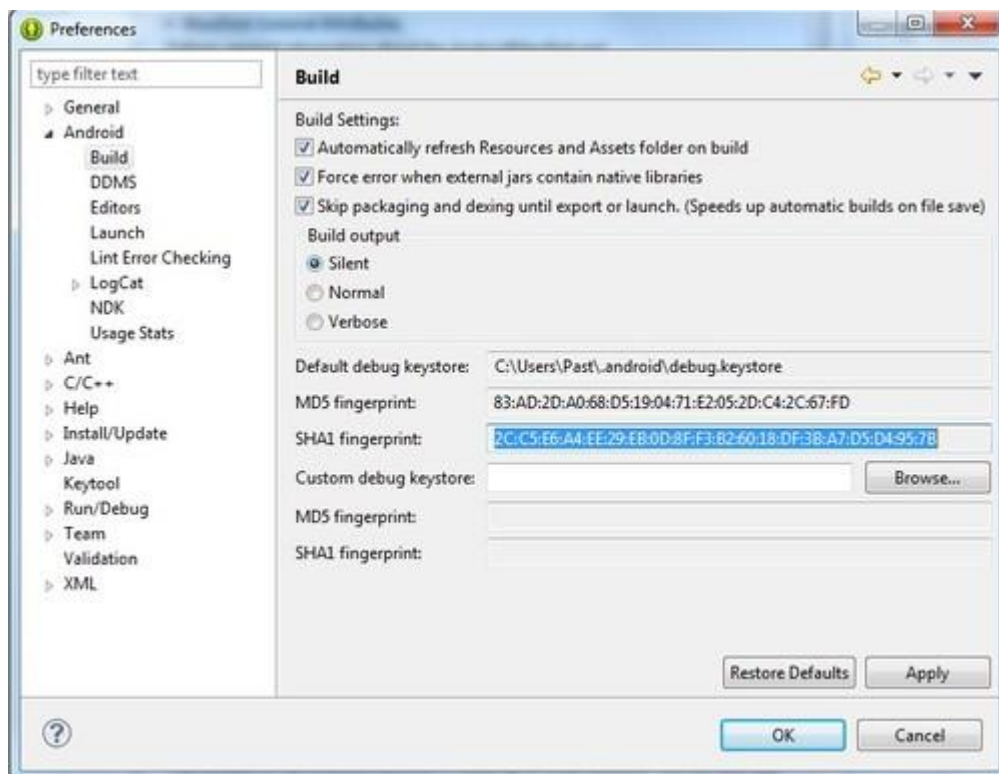 Preferences
type filter text
General
Android
Build
DDMS
Editors
Launch
Lint Error Checking
LogCat
NDK
Usage Stats
Ant
C/C++
Help
Install/Update
Java
Keytool
Run/Debug
Team
Validation
XML
Build
Build Settings:
Automatically refresh Resources and Assets folder on build
Force error when external jars contain native libraries
Skip packaging and dexing until export or launch. (Speeds up automatic builds on file save)
Build output
Silent
Normal
Verbose
Default debug keystore: C:\Users\Past\.android\debug.keystore
MD5 fingerprint: 83:AD:2D:A0:68:D5:19:04:71:E2:05:2D:C4:2C:67:FD
SHA1 fingerprint: 2C:C5:E6:A4:EE:29:EB:0D:8F:F3:B2:60:18:DF:3B:A7:D5:D4:95:7B
Custom debug keystore: Browse...
MD5 fingerprint:
SHA1 fingerprint:
Restore Defaults Apply
OK Cancel